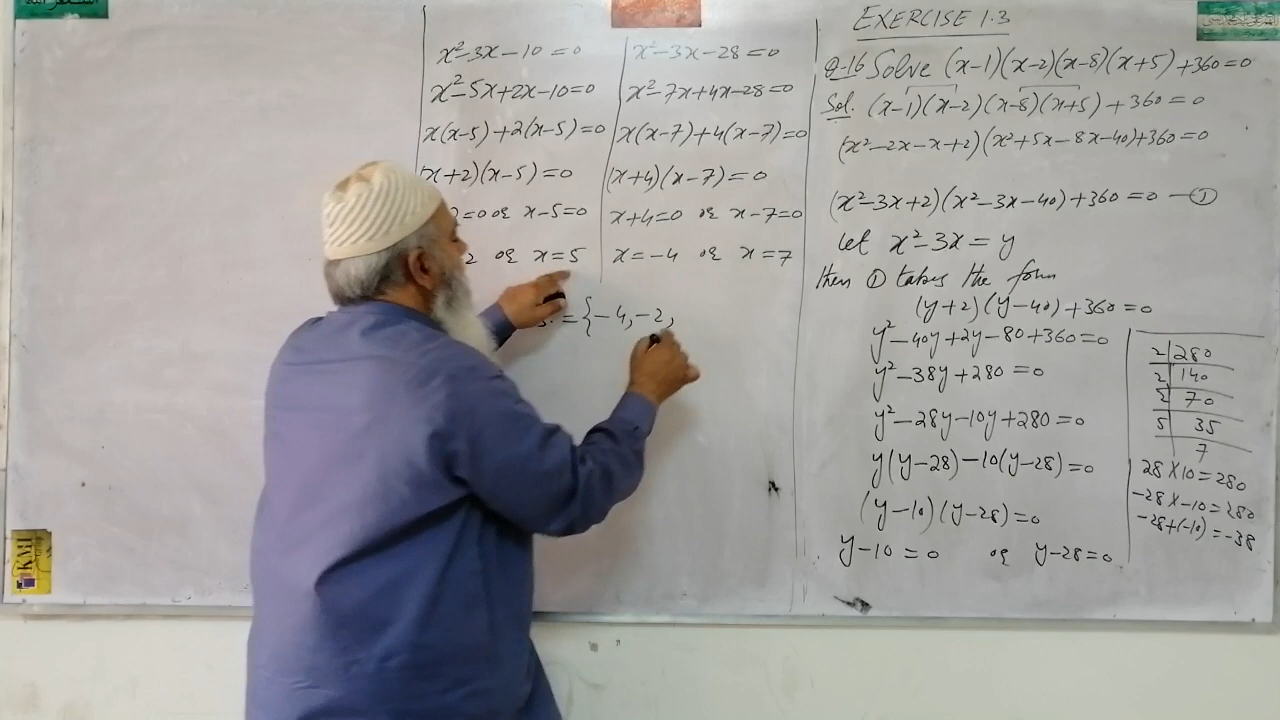 EXERCISE 1.3
Q-16 Solve (x-1)(x-2)(x-8)(x+5)+360=0
Sol. (x-1)(x-2)(x-8)(x+5)+360=0
(x²-2x-x+2)(x²+5x-8x-40)+360=0
(x²-3x+2)(x²-3x-40)+360=0 —①
Let x²-3x=y
then ① takes the form
(y+2)(y-40)+360=0
y²-40y+2y-80+360=0
y²-38y+280=0
y²-28y-10y+280=0
y(y-28)-10(y-28)=0
(y-10)(y-28)=0
y-10=0 or y-28=0
2|280
2|140
2|70
5|35
7
28×10=280
-28×-10=280
-28+(-10)=-38
x²-3x-10=0
x²-5x+2x-10=0
x(x-5)+2(x-5)=0
(x+2)(x-5)=0
2=0 or x-5=0
2 or x=5
x²-3x-28=0
x²-7x+4x-28=0
x(x-7)+4(x-7)=0
(x+4)(x-7)=0
x+4=0 or x-7=0
x=-4 or x=7
={-4,-2,
KMI